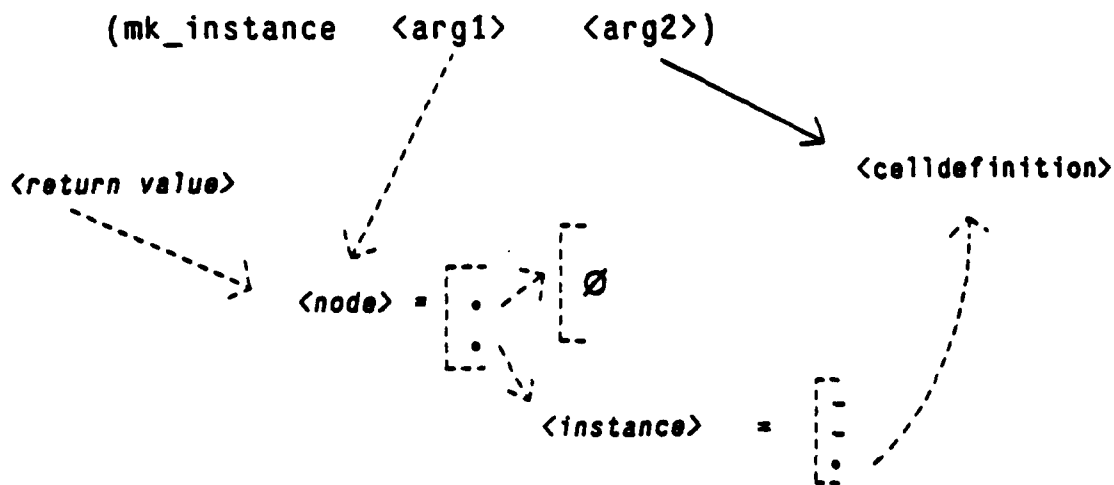 (mk_instance <arg1> <arg2>)
<return value>
<celldefinition>
<node> =
Ø
<instance> =